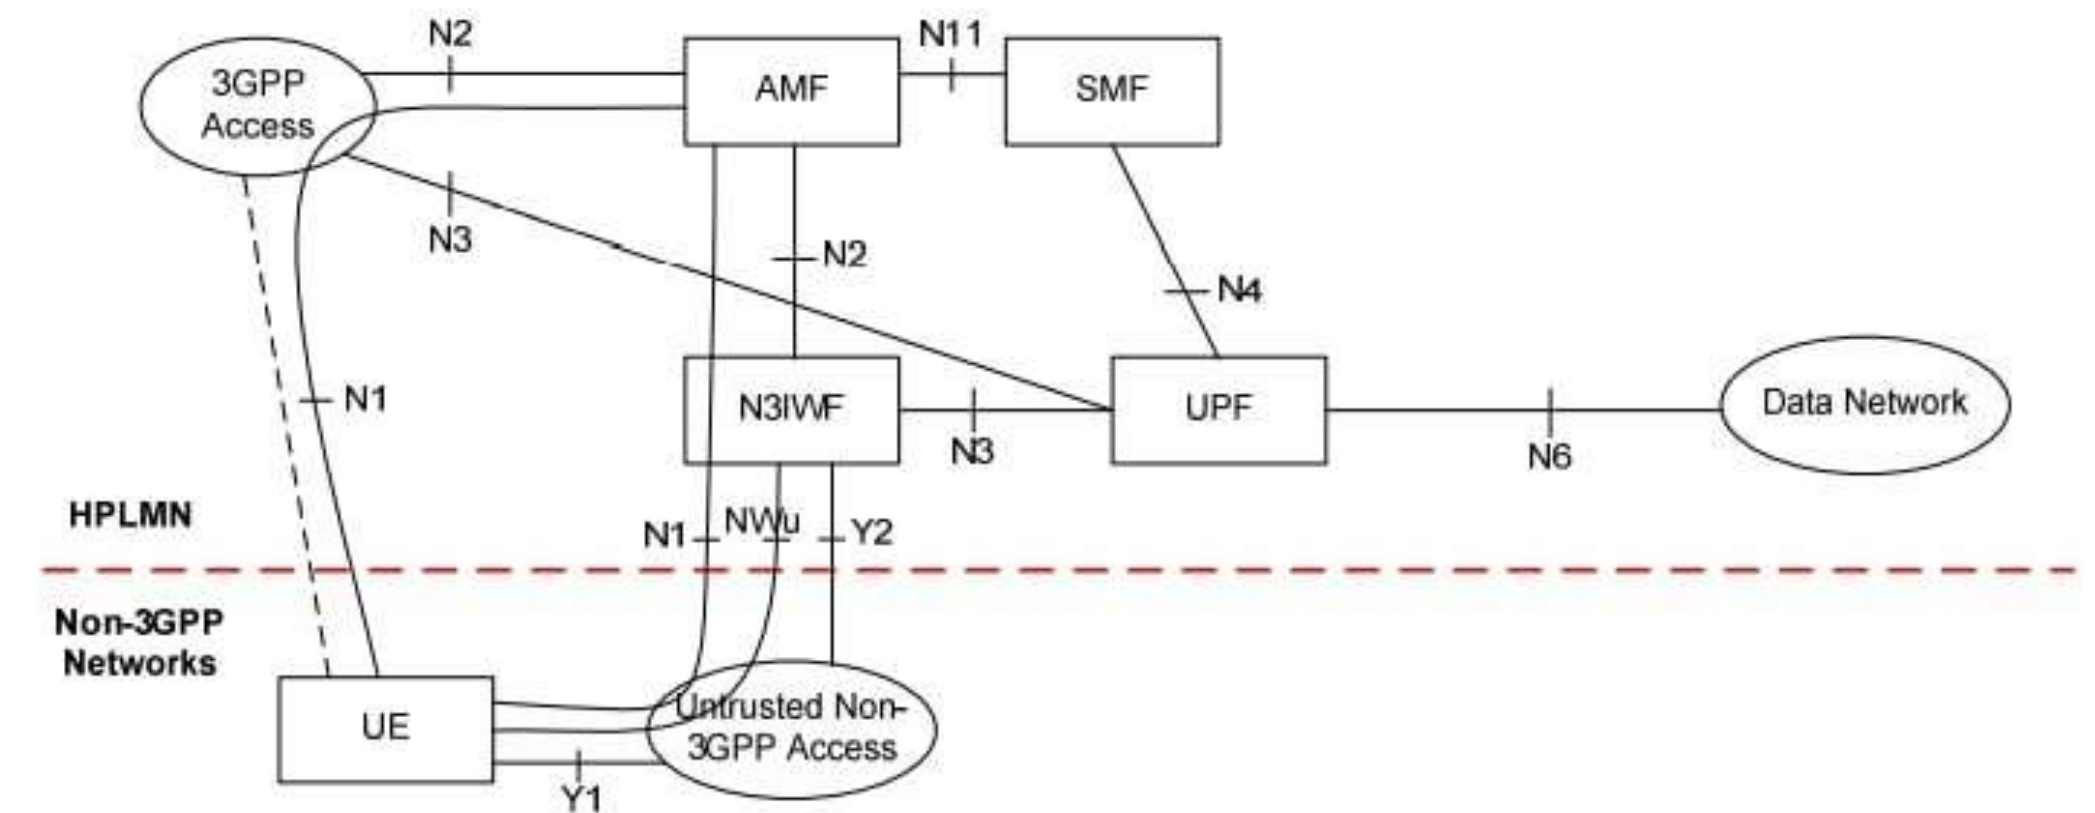 N2
N11
3GPP
Access
AMF
SMF
N3
N2
N4
N1
N3IWF
UPF
Data Network
N3
N6
HPLMN
N1
NWu
Y2
Non-3GPP
Networks
UE
Untrusted Non-
3GPP Access
Y1